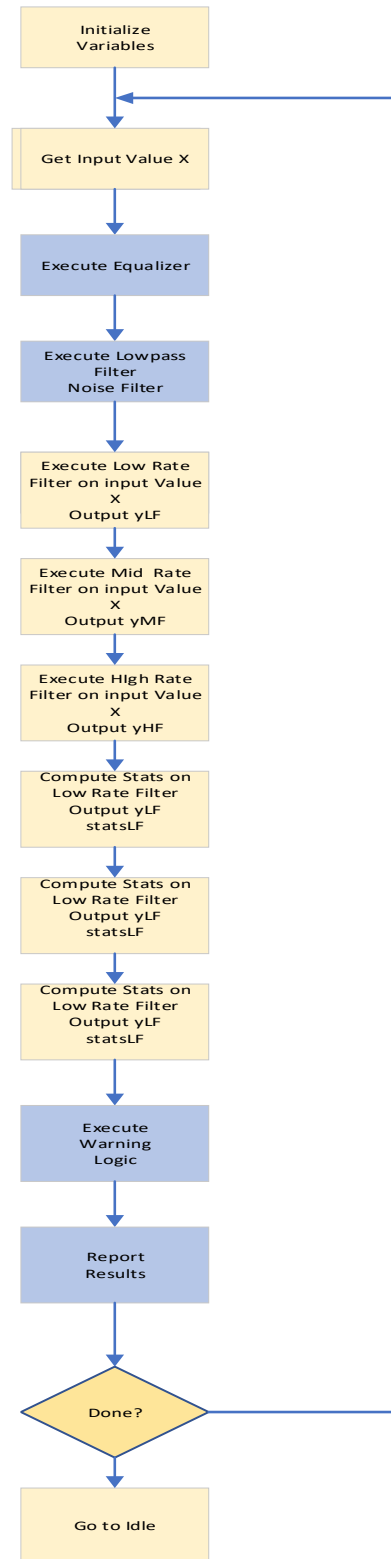 Initialize
Variables
Get Input Value X
Execute Equalizer
Execute Lowpass
Filter
Noise Filter
Execute Low Rate
Filter on input Value
X
Output yLF
Execute Mid  Rate
Filter on input Value
X
Output yMF
Execute HIgh Rate
Filter on input Value
X
Output yHF
Compute Stats on
Low Rate Filter
Output yLF
statsLF
Compute Stats on
Low Rate Filter
Output yLF
statsLF
Compute Stats on
Low Rate Filter
Output yLF
statsLF
Execute
Warning
Logic
Report
Results
Done?
Go to Idle